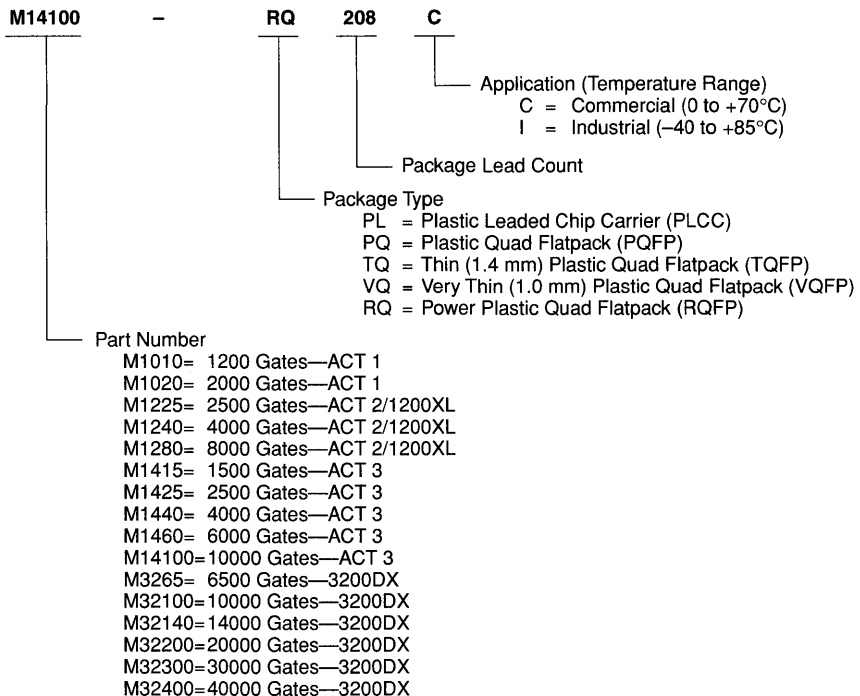 M14100 – RQ 208 C
Application (Temperature Range)
C = Commercial (0 to +70°C)
I = Industrial (–40 to +85°C)
Package Lead Count
Package Type
PL = Plastic Leaded Chip Carrier (PLCC)
PQ = Plastic Quad Flatpack (PQFP)
TQ = Thin (1.4 mm) Plastic Quad Flatpack (TQFP)
VQ = Very Thin (1.0 mm) Plastic Quad Flatpack (VQFP)
RQ = Power Plastic Quad Flatpack (RQFP)
Part Number
M1010= 1200 Gates—ACT 1
M1020= 2000 Gates—ACT 1
M1225= 2500 Gates—ACT 2/1200XL
M1240= 4000 Gates—ACT 2/1200XL
M1280= 8000 Gates—ACT 2/1200XL
M1415= 1500 Gates—ACT 3
M1425= 2500 Gates—ACT 3
M1440= 4000 Gates—ACT 3
M1460= 6000 Gates—ACT 3
M14100=10000 Gates—ACT 3
M3265= 6500 Gates—3200DX
M32100=10000 Gates—3200DX
M32140=14000 Gates—3200DX
M32200=20000 Gates—3200DX
M32300=30000 Gates—3200DX
M32400=40000 Gates—3200DX